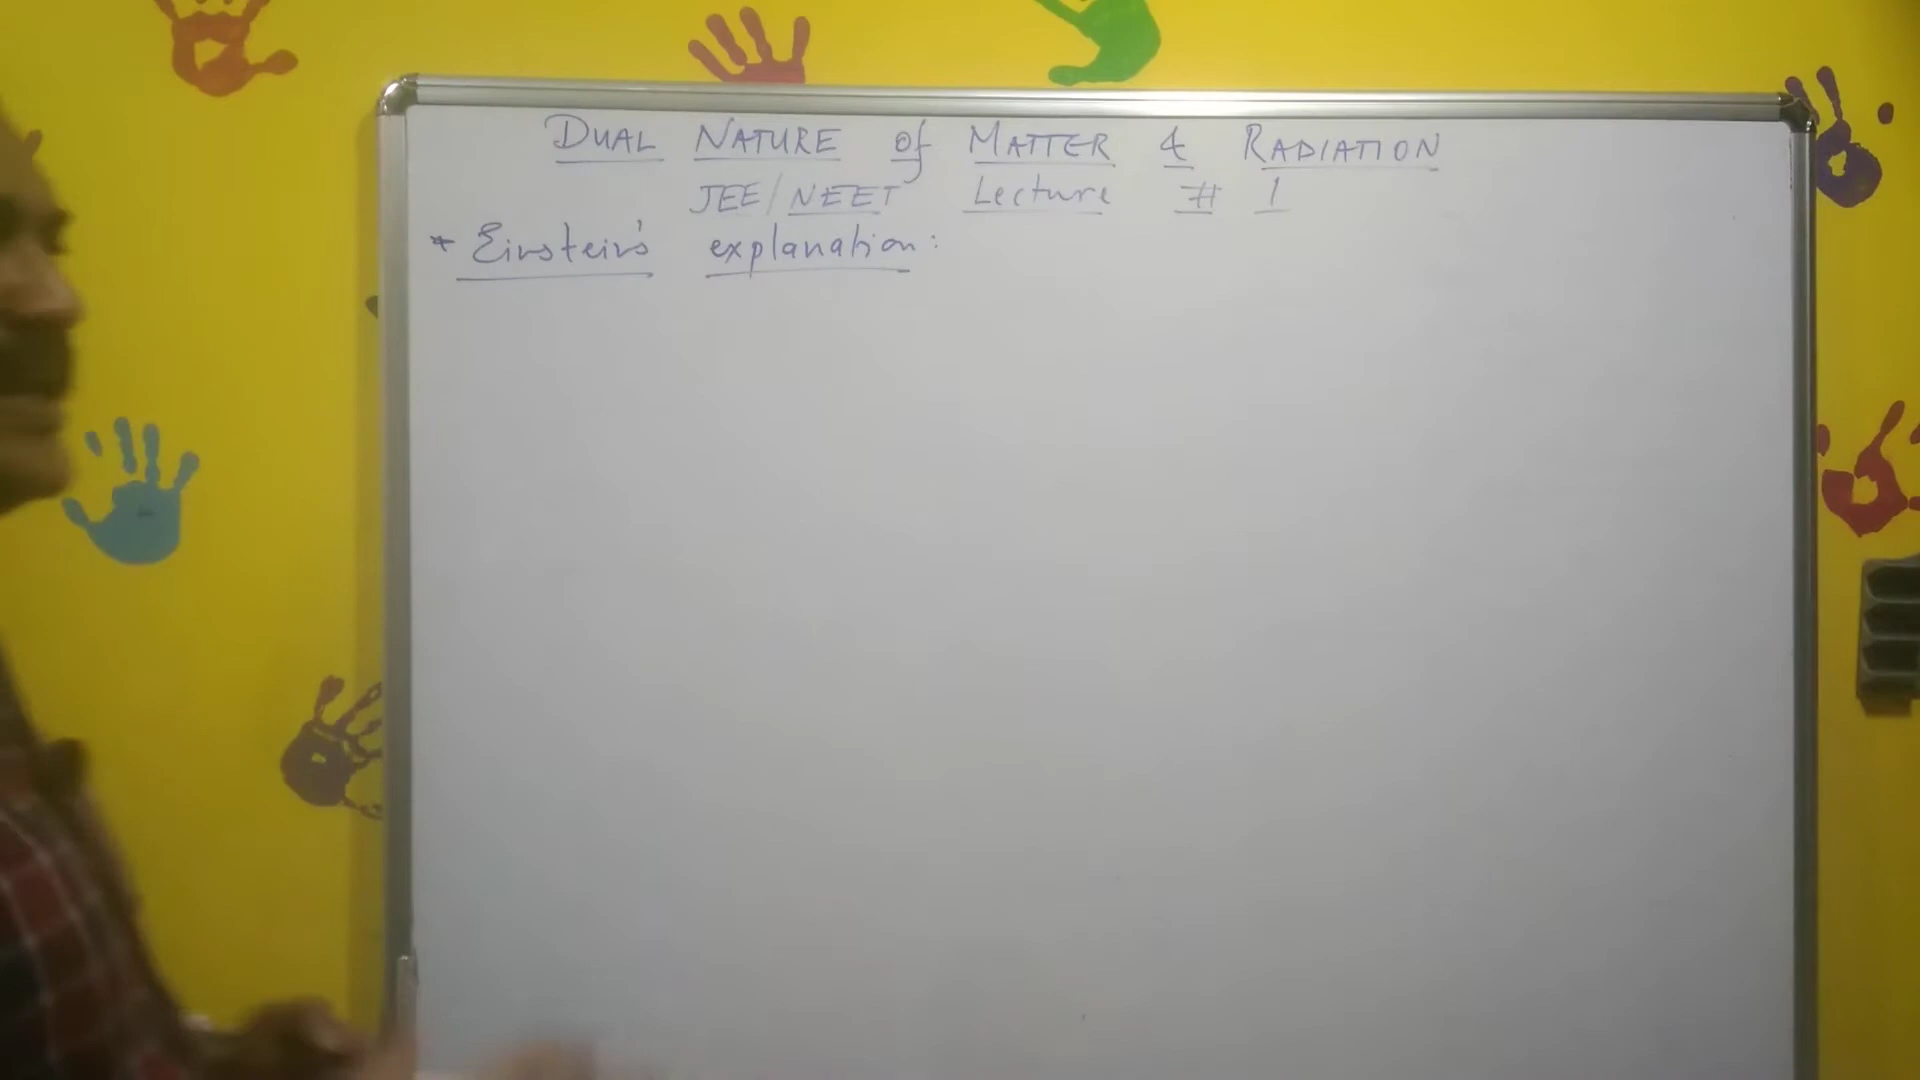 DUAL NATURE of MATTER & RADIATION
JEE/NEET Lecture # 1
* Einstein's explanation: